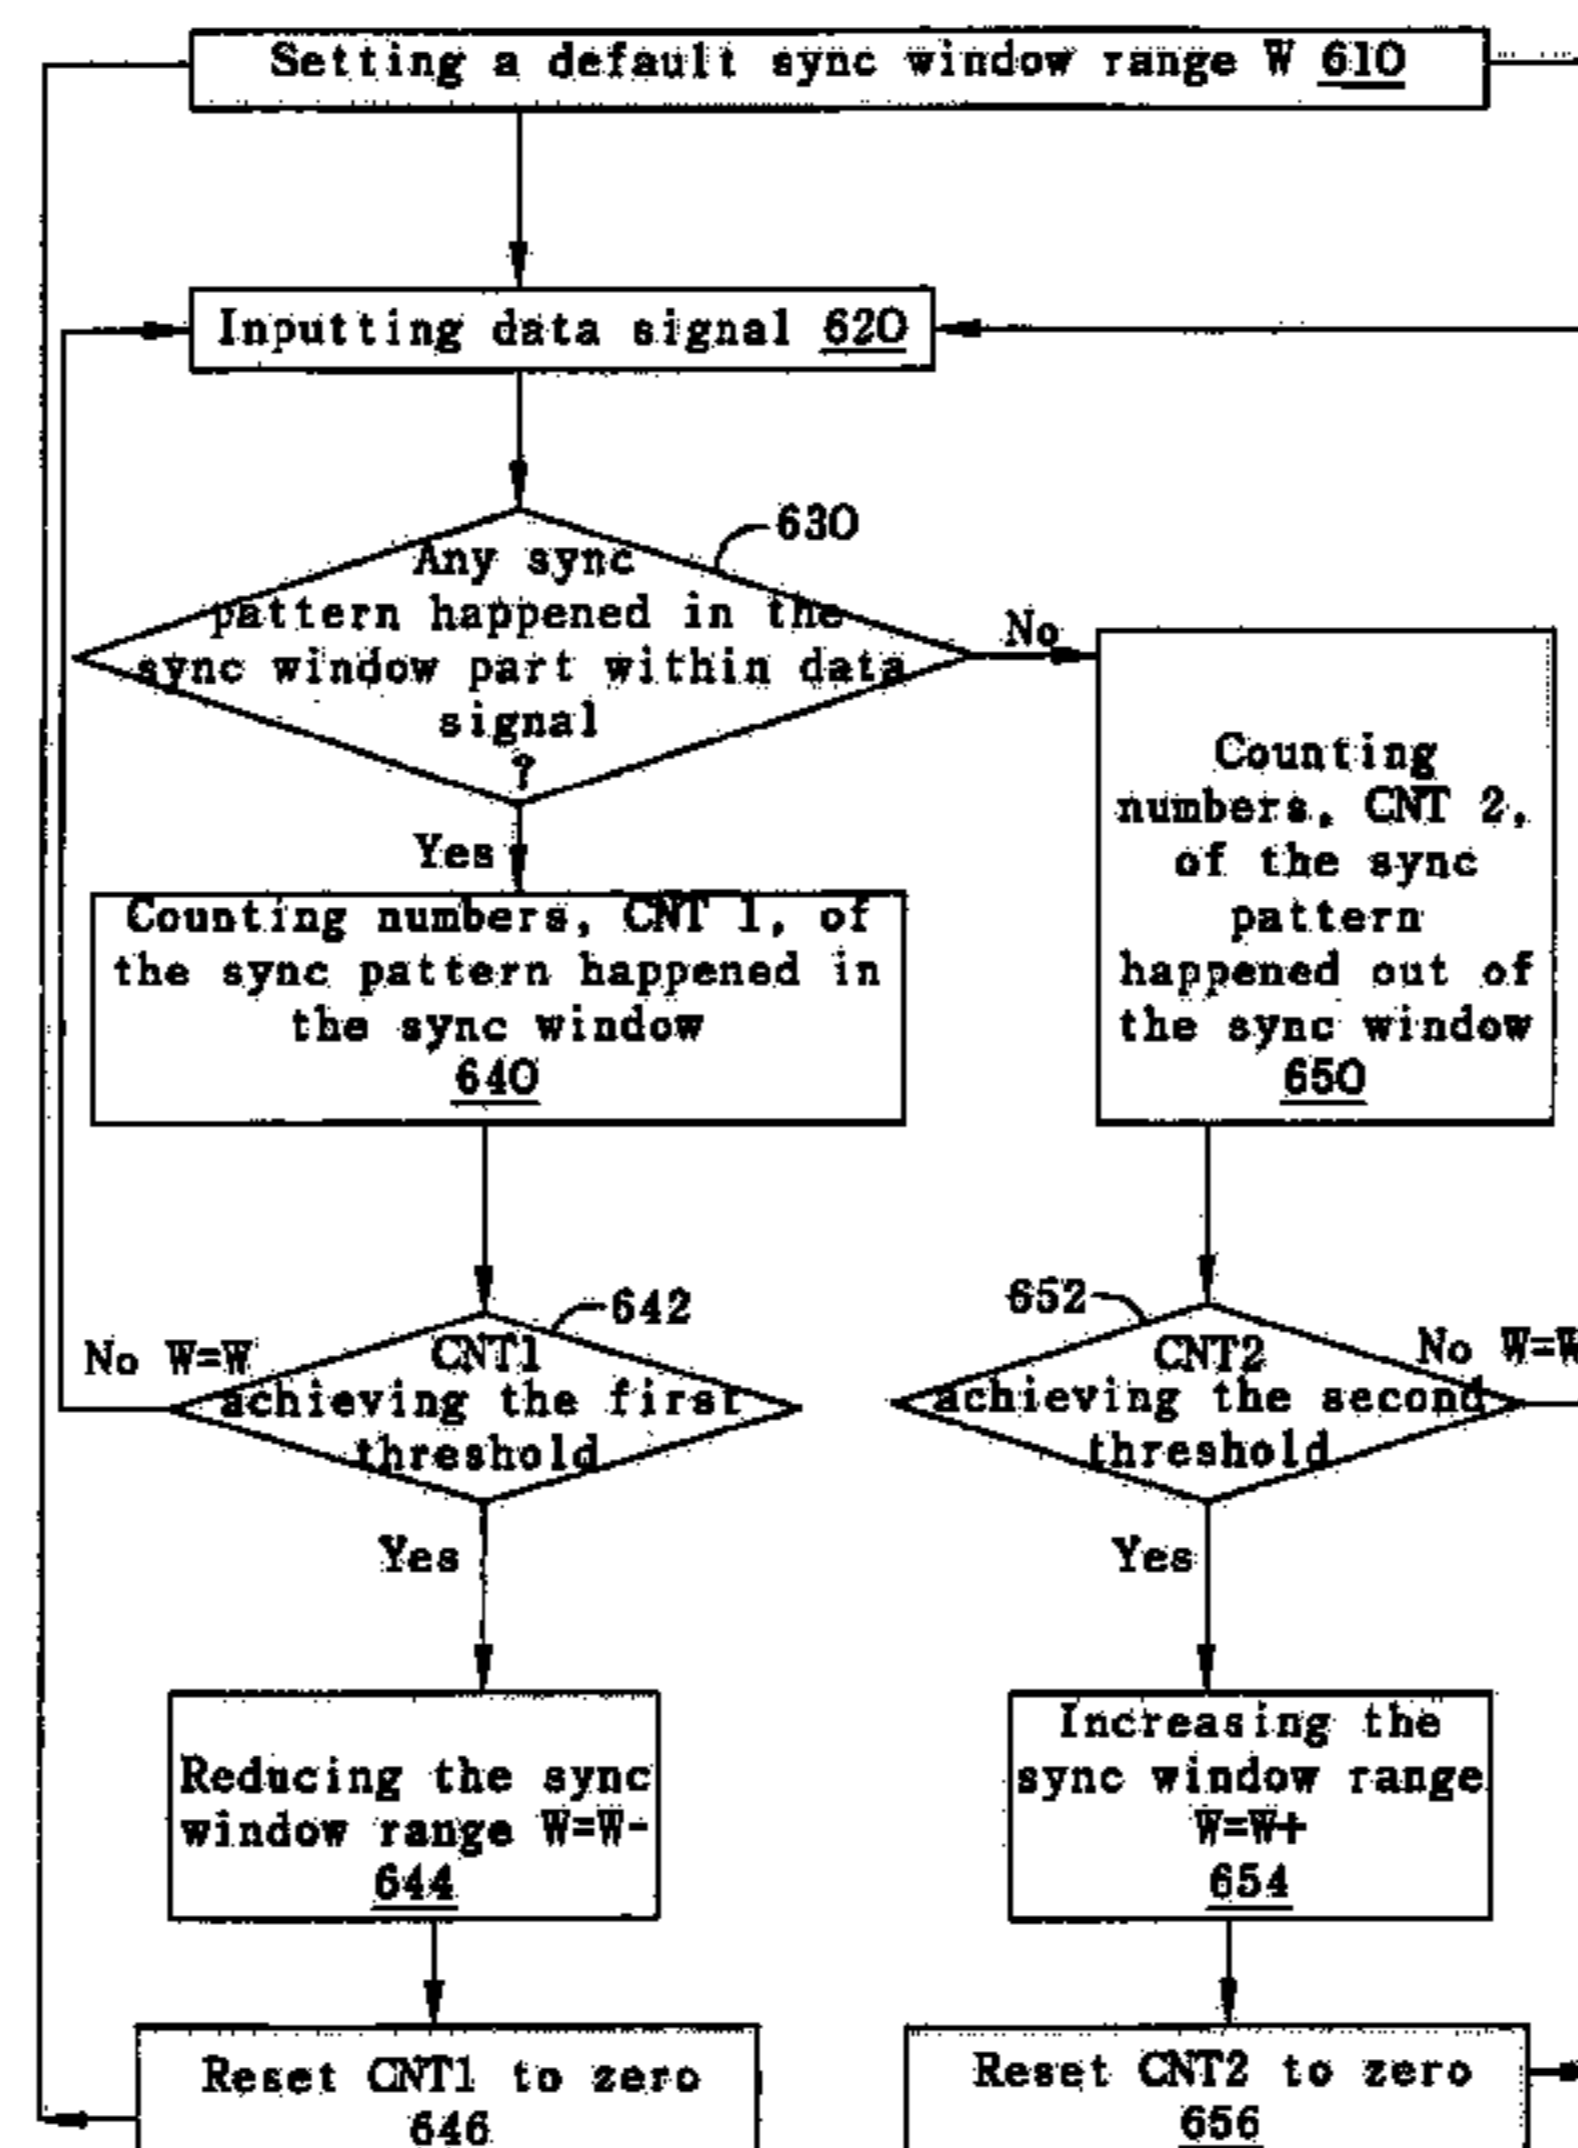 Setting a default sync window range W 610
Inputting data signal 620
630
Any sync
pattern happened in the
sync window part within data
signal
?
No
Yes
Counting numbers, CNT 1, of
the sync pattern happened in
the sync window
640
Counting
numbers, CNT 2,
of the sync
pattern
happened out of
the sync window
650
642
No W=W
CNT1
achieving the first
threshold
Yes
652
No W=W
CNT2
achieving the second
threshold
Yes
Reducing the sync
window range W=W-
644
Increasing the
sync window range
W=W+
654
Reset CNT1 to zero
646
Reset CNT2 to zero
656